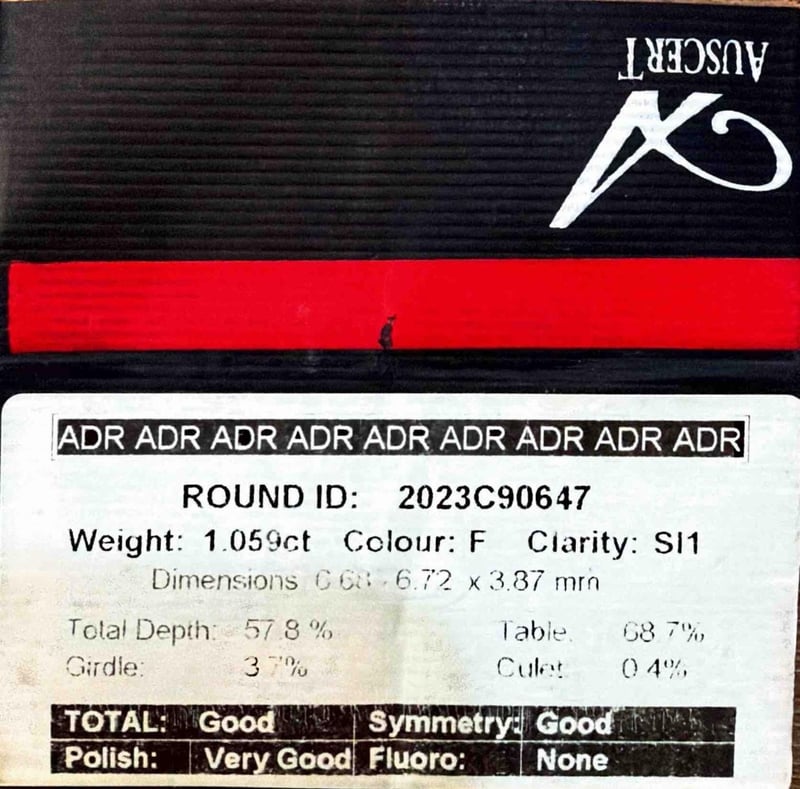 AUSCERT
ADR ADR ADR ADR ADR ADR ADR ADR ADR
ROUND ID: 2023C90647
Weight: 1.059ct Colour: F Clarity: SI1
Dimensions 6.68 - 6.72 x 3.87 mm
Total Depth: 57.8 % Table: 68.7%
Girdle: % Culet: 0.4%
TOTAL: Good Symmetry: Good
Polish: Very Good Fluoro: None